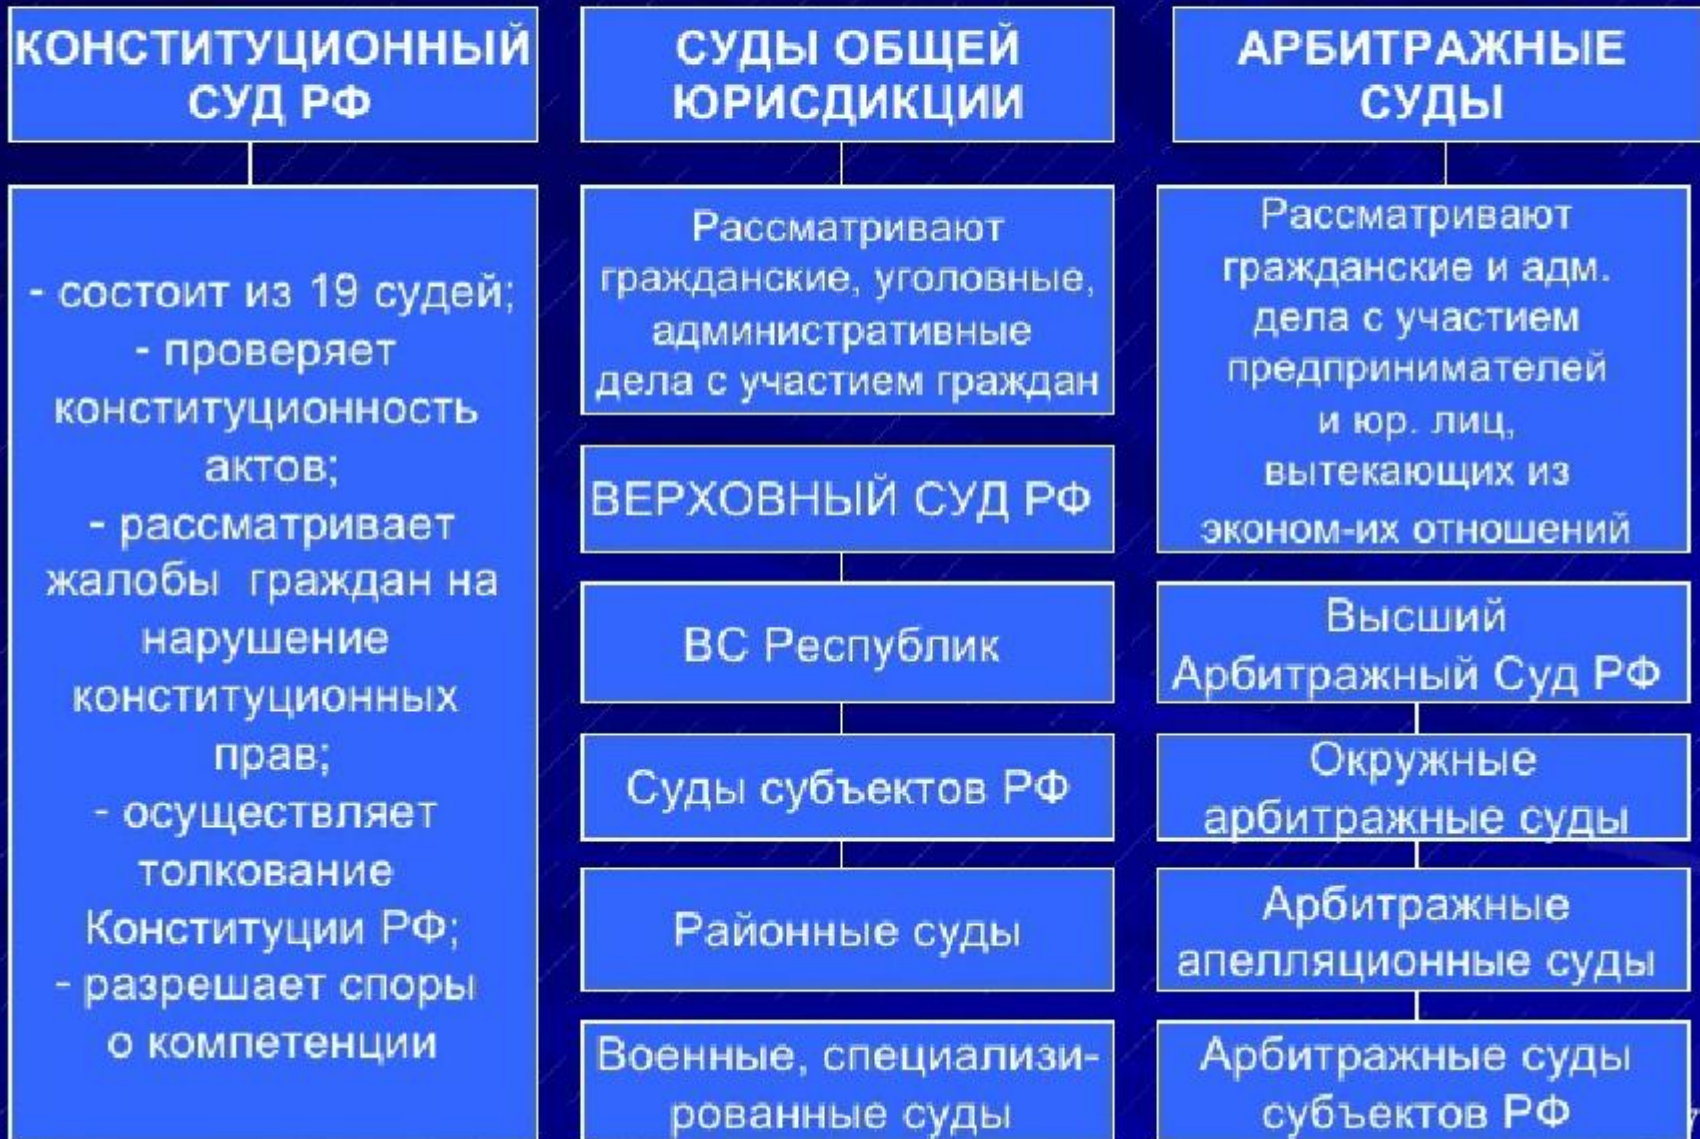 КОНСТИТУЦИОННЫЙ
СУД РФ
- состоит из 19 судей;
- проверяет
конституционность
актов;
- рассматривает
жалобы граждан на
нарушение
конституционных
прав;
- осуществляет
толкование
Конституции РФ;
- разрешает споры
о компетенции
СУДЫ ОБЩЕЙ
ЮРИСДИКЦИИ
Рассматривают
гражданские, уголовные,
административные
дела с участием граждан
ВЕРХОВНЫЙ СУД РФ
ВС Республик
Суды субъектов РФ
Районные суды
Военные, специализи-
рованные суды
АРБИТРАЖНЫЕ
СУДЫ
Рассматривают
гражданские и адм.
дела с участием
предпринимателей
и юр. лиц,
вытекающих из
эконом-их отношений
Высший
Арбитражный Суд РФ
Окружные
арбитражные суды
Арбитражные
апелляционные суды
Арбитражные суды
субъектов РФ